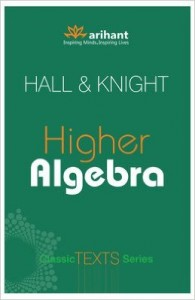 arihant
Inspiring Minds, Inspiring Lives
HALL & KNIGHT
Higher
Algebra
Classic TEXTS Series